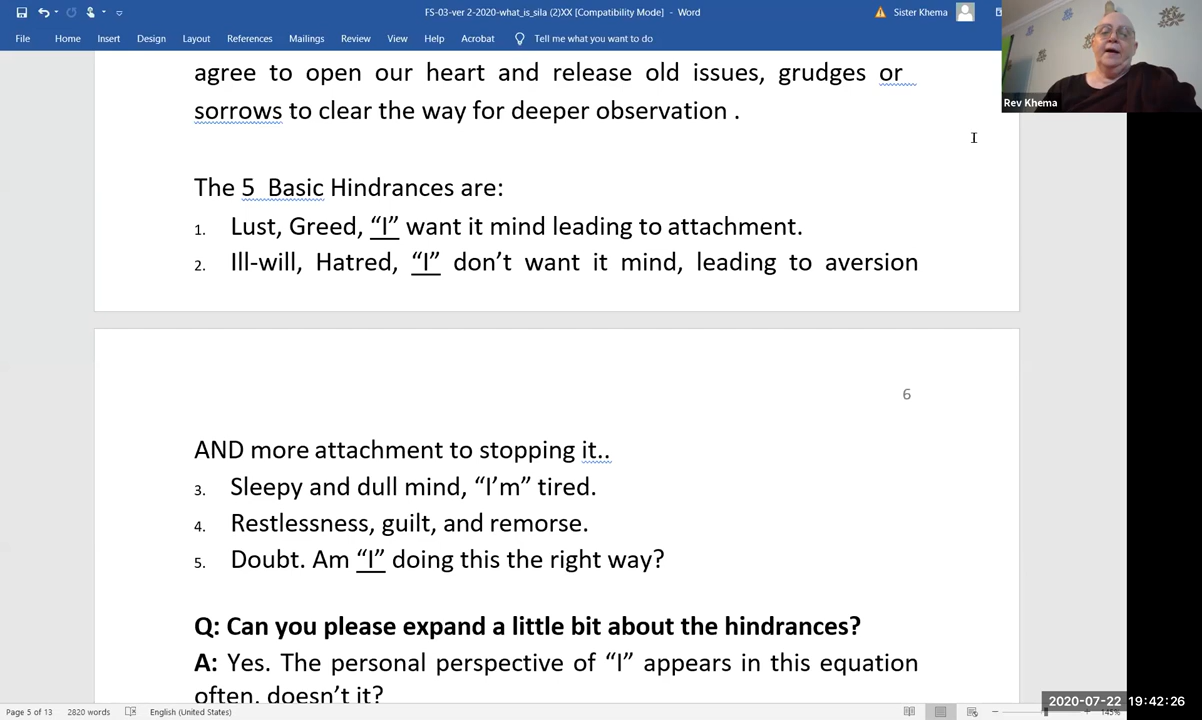 FS-03-ver 2-2020-what_is_sila (2)XX [Compatibility Mode] - Word
Sister Khema
File Home Insert Design Layout References Mailings Review View Help Acrobat Tell me what you want to do
Rev Khema
agree to open our heart and release old issues, grudges or
sorrows to clear the way for deeper observation .
The 5 Basic Hindrances are:
1. Lust, Greed, “I” want it mind leading to attachment.
2. Ill-will, Hatred, “I” don’t want it mind, leading to aversion
6
AND more attachment to stopping it..
3. Sleepy and dull mind, “I’m” tired.
4. Restlessness, guilt, and remorse.
5. Doubt. Am “I” doing this the right way?
Q: Can you please expand a little bit about the hindrances?
A: Yes. The personal perspective of “I” appears in this equation
often, doesn’t it?
Page 5 of 13 2820 words English (United States) 145%
2020-07-22 19:42:26